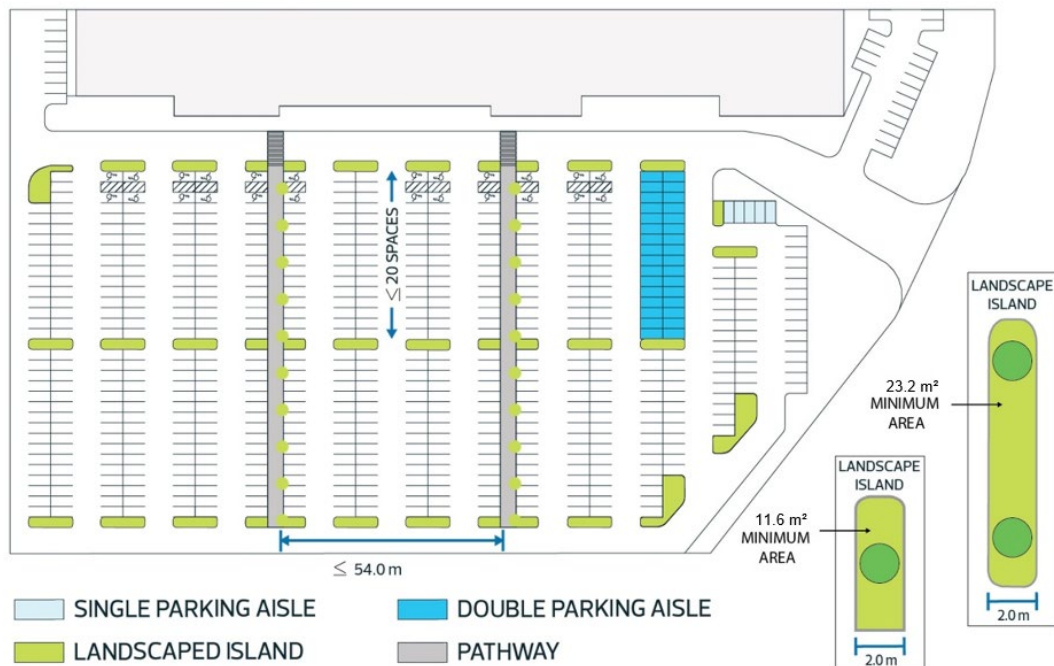 ≤ 20 SPACES
LANDSCAPE
ISLAND
23.2 m²
MINIMUM
AREA
LANDSCAPE
ISLAND
11.6 m²
MINIMUM
AREA
≤ 54.0 m
2.0 m
2.0 m
SINGLE PARKING AISLE
DOUBLE PARKING AISLE
LANDSCAPED ISLAND
PATHWAY